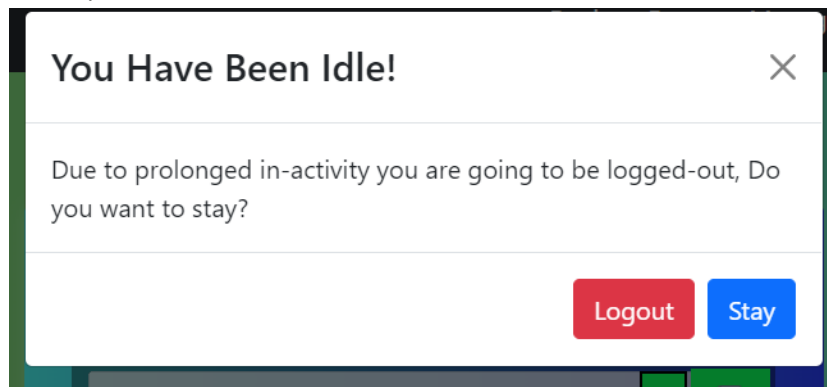 You Have Been Idle!
Due to prolonged in-activity you are going to be logged-out, Do
you want to stay?
Logout Stay